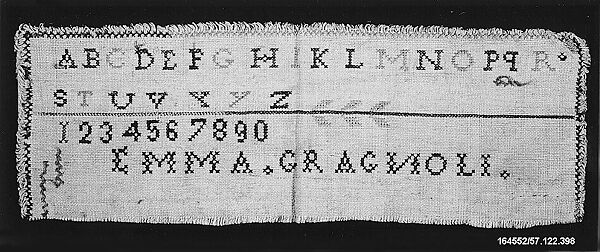 ABCDEFGHIKLMNOPqR.
STUVXYZ
1234567890
EMMA.GRAGNOLI.
164552/57.122.398